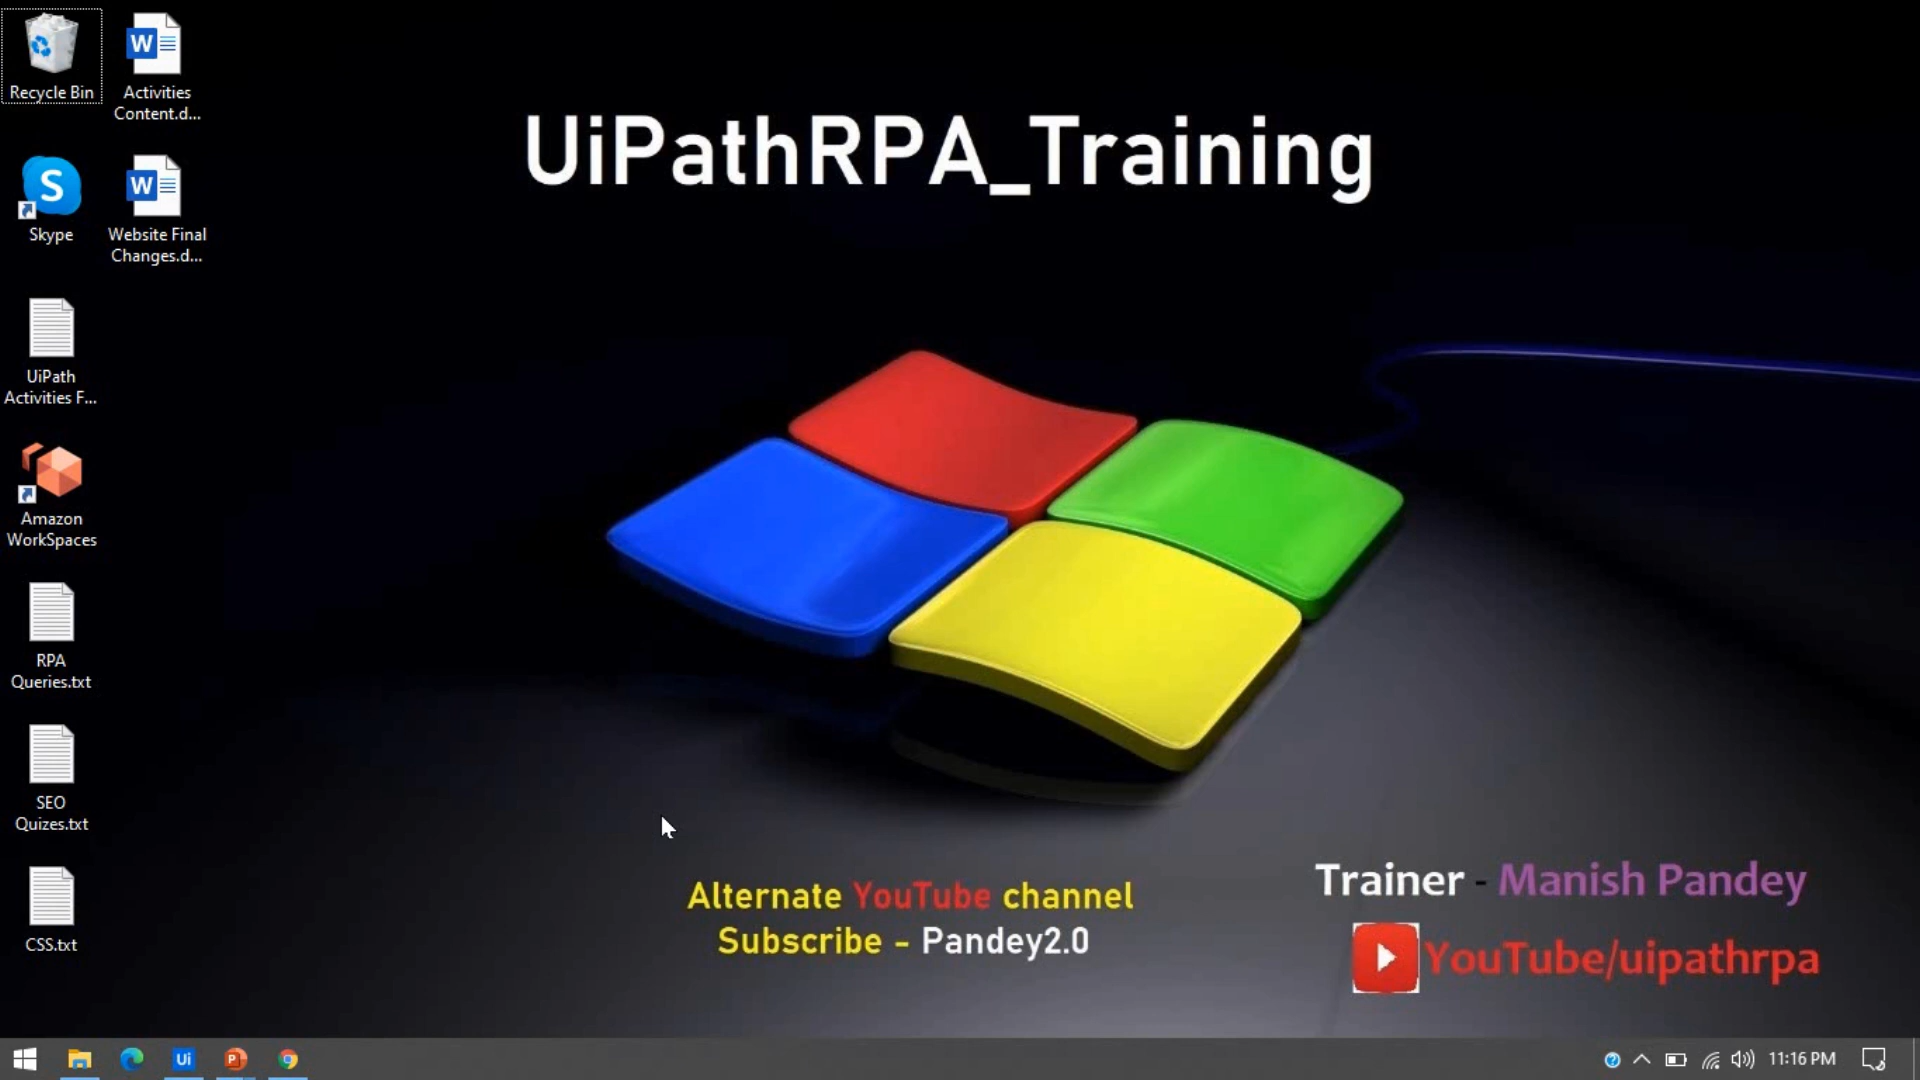 Recycle Bin
Activities
Content.d...
Skype
Website Final
Changes.d...
UiPath
Activities F...
Amazon
WorkSpaces
RPA
Queries.txt
SEO
Quizes.txt
CSS.txt
UiPathRPA_Training
Alternate YouTube channel
Subscribe - Pandey2.0
Trainer - Manish Pandey
YouTube/uipathrpa
W
W
S
Ui
P
11:16 PM